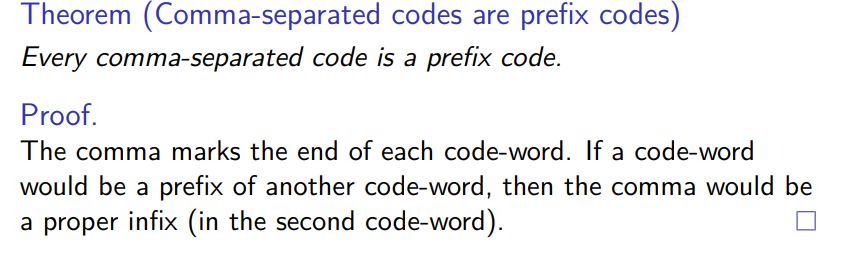 Theorem (Comma-separated codes are prefix codes)
Every comma-separated code is a prefix code.
Proof.
The comma marks the end of each code-word. If a code-word
would be a prefix of another code-word, then the comma would be
a proper infix (in the second code-word). □